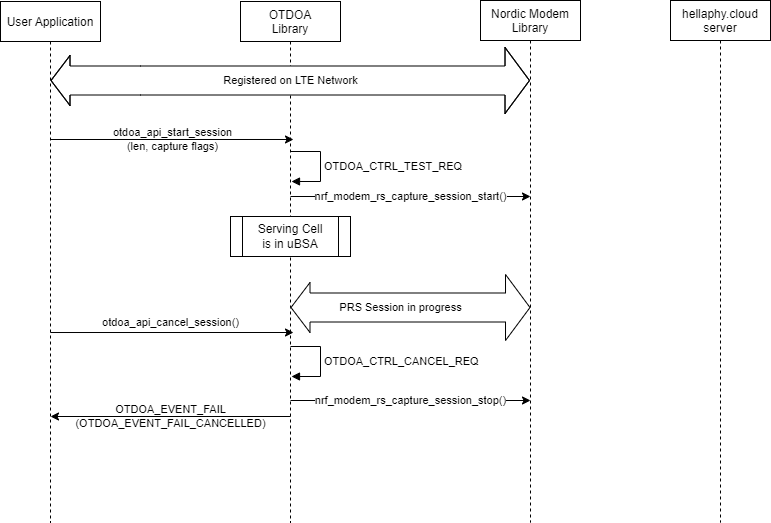 User Application
OTDOA
Library
Nordic Modem
Library
hellaphy.cloud
server
Registered on LTE Network
otdoa_api_start_session
(len, capture flags)
OTDOA_CTRL_TEST_REQ
nrf_modem_rs_capture_session_start()
Serving Cell
is in uBSA
PRS Session in progress
otdoa_api_cancel_session()
OTDOA_CTRL_CANCEL_REQ
nrf_modem_rs_capture_session_stop()
OTDOA_EVENT_FAIL
(OTDOA_EVENT_FAIL_CANCELLED)